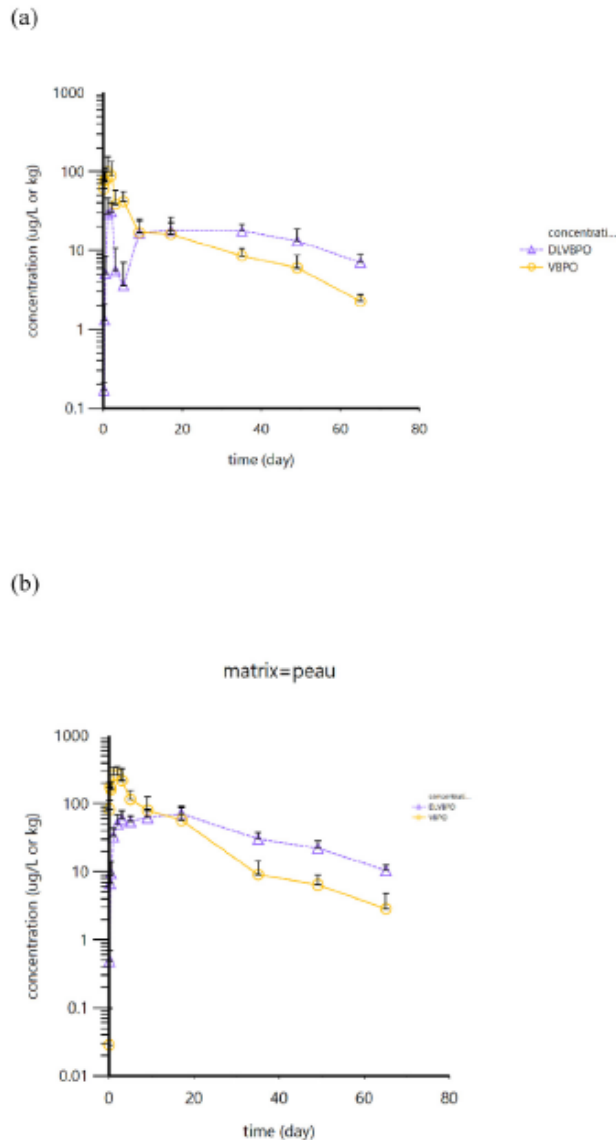 (a)
1000
100
10
1
0.1
concentration (ug/L or kg)
0 20 40 60 80
time (day)
concentrati...
DLVBPO
VBPO
(b)
matrix=peau
1000
100
10
1
0.1
0.01
concentration (ug/L or kg)
0 20 40 60 80
time (day)
concentrati...
DLVBPO
VBPO